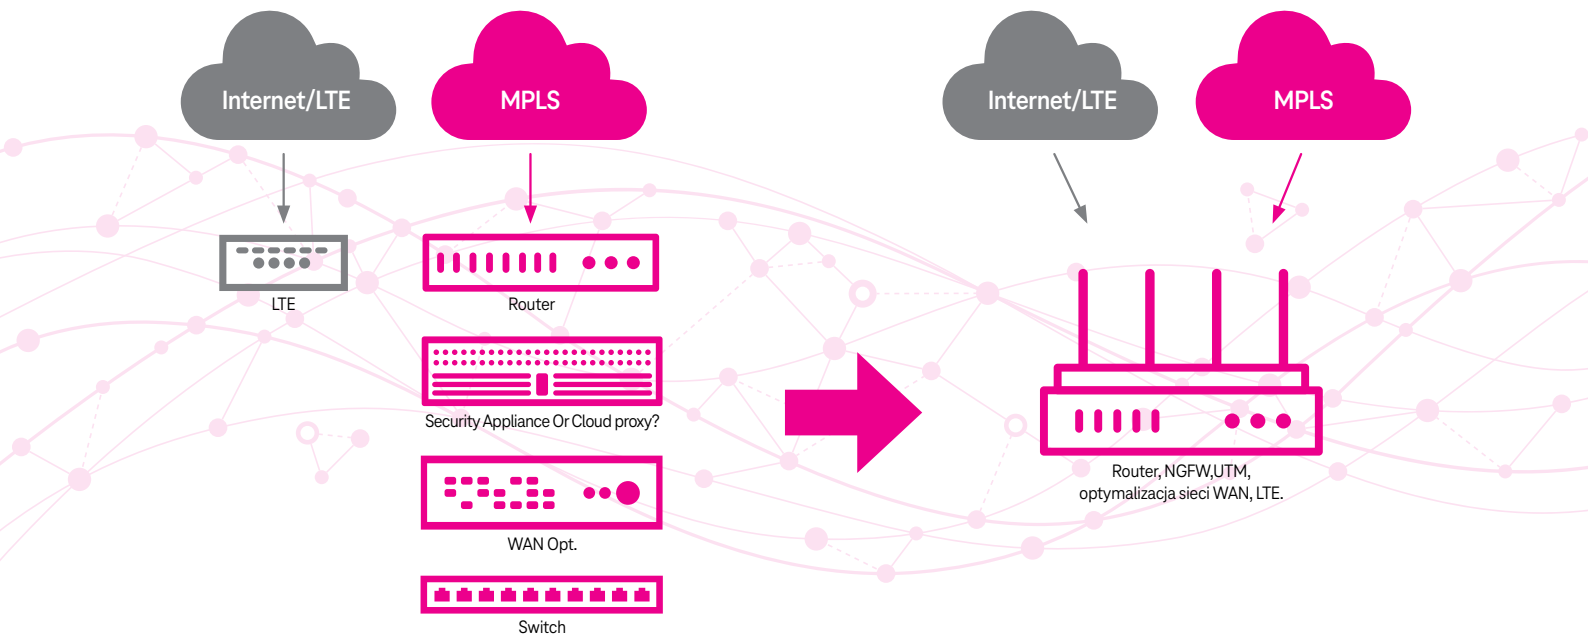 Internet/LTE
MPLS
LTE
Router
Security Appliance Or Cloud proxy?
WAN Opt.
Switch
Internet/LTE
MPLS
Router, NGFW,UTM,
optymalizacja sieci WAN, LTE.